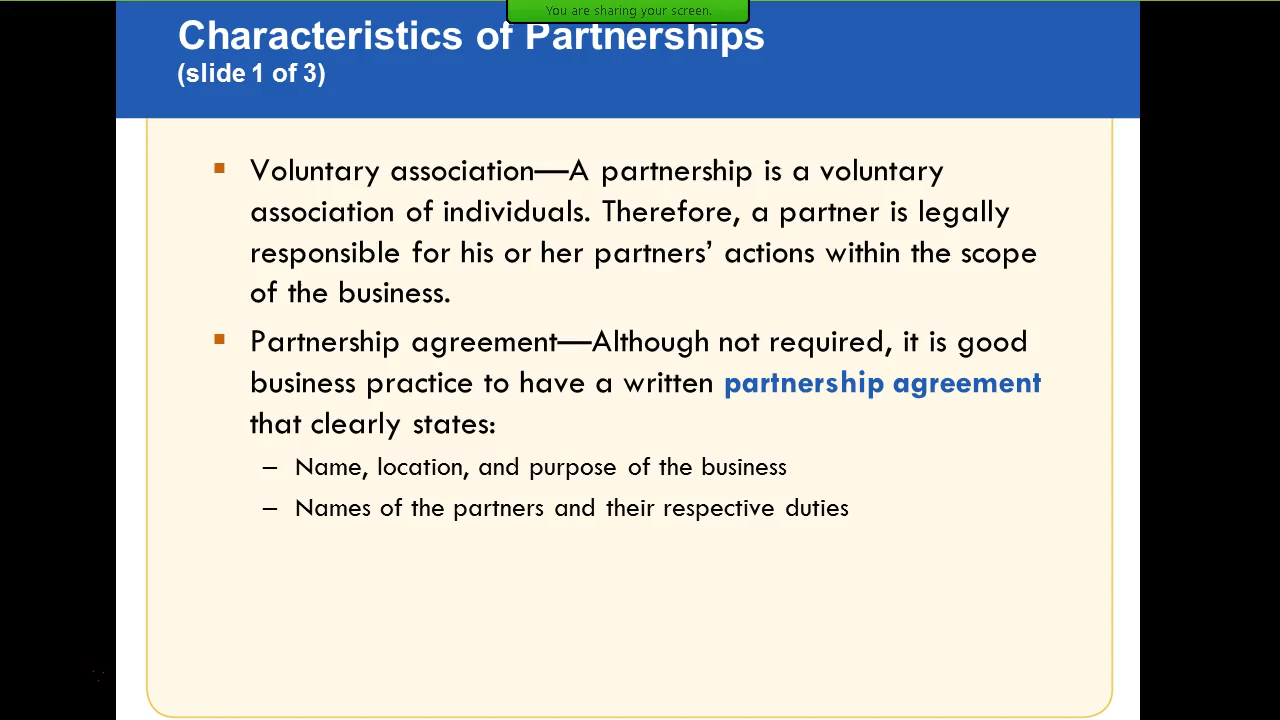 You are sharing your screen.
Characteristics of Partnerships
(slide 1 of 3)
▪ Voluntary association—A partnership is a voluntary
association of individuals. Therefore, a partner is legally
responsible for his or her partners’ actions within the scope
of the business.
▪ Partnership agreement—Although not required, it is good
business practice to have a written partnership agreement
that clearly states:
– Name, location, and purpose of the business
– Names of the partners and their respective duties